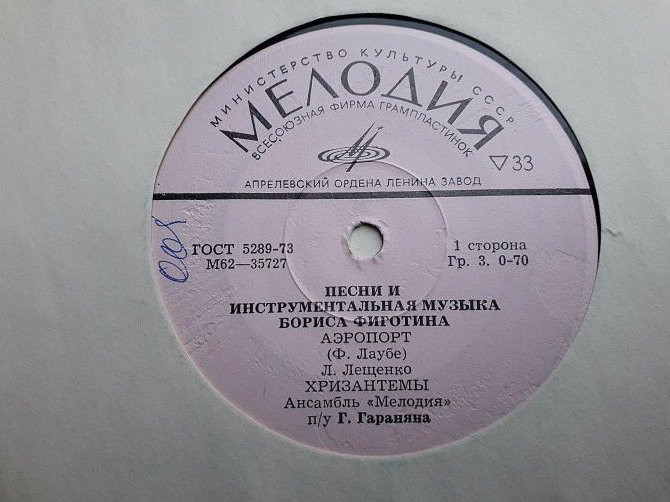 МИНИСТЕРСТВО КУЛЬТУРЫ СССР
МЕЛОДИЯ
ВСЕСОЮЗНАЯ ФИРМА ГРАМПЛАСТИНОК
33
АПРЕЛЕВСКИЙ ОРДЕНА ЛЕНИНА ЗАВОД
ГОСТ 5289-73
М62—35727
1 сторона
Гр. 3. 0-70
ПЕСНИ И
ИНСТРУМЕНТАЛЬНАЯ МУЗЫКА
БОРИСА ФИГОТИНА
АЭРОПОРТ
(Ф. Лаубе)
Л. Лещенко
ХРИЗАНТЕМЫ
Ансамбль «Мелодия»
п/у Г. Гараняна